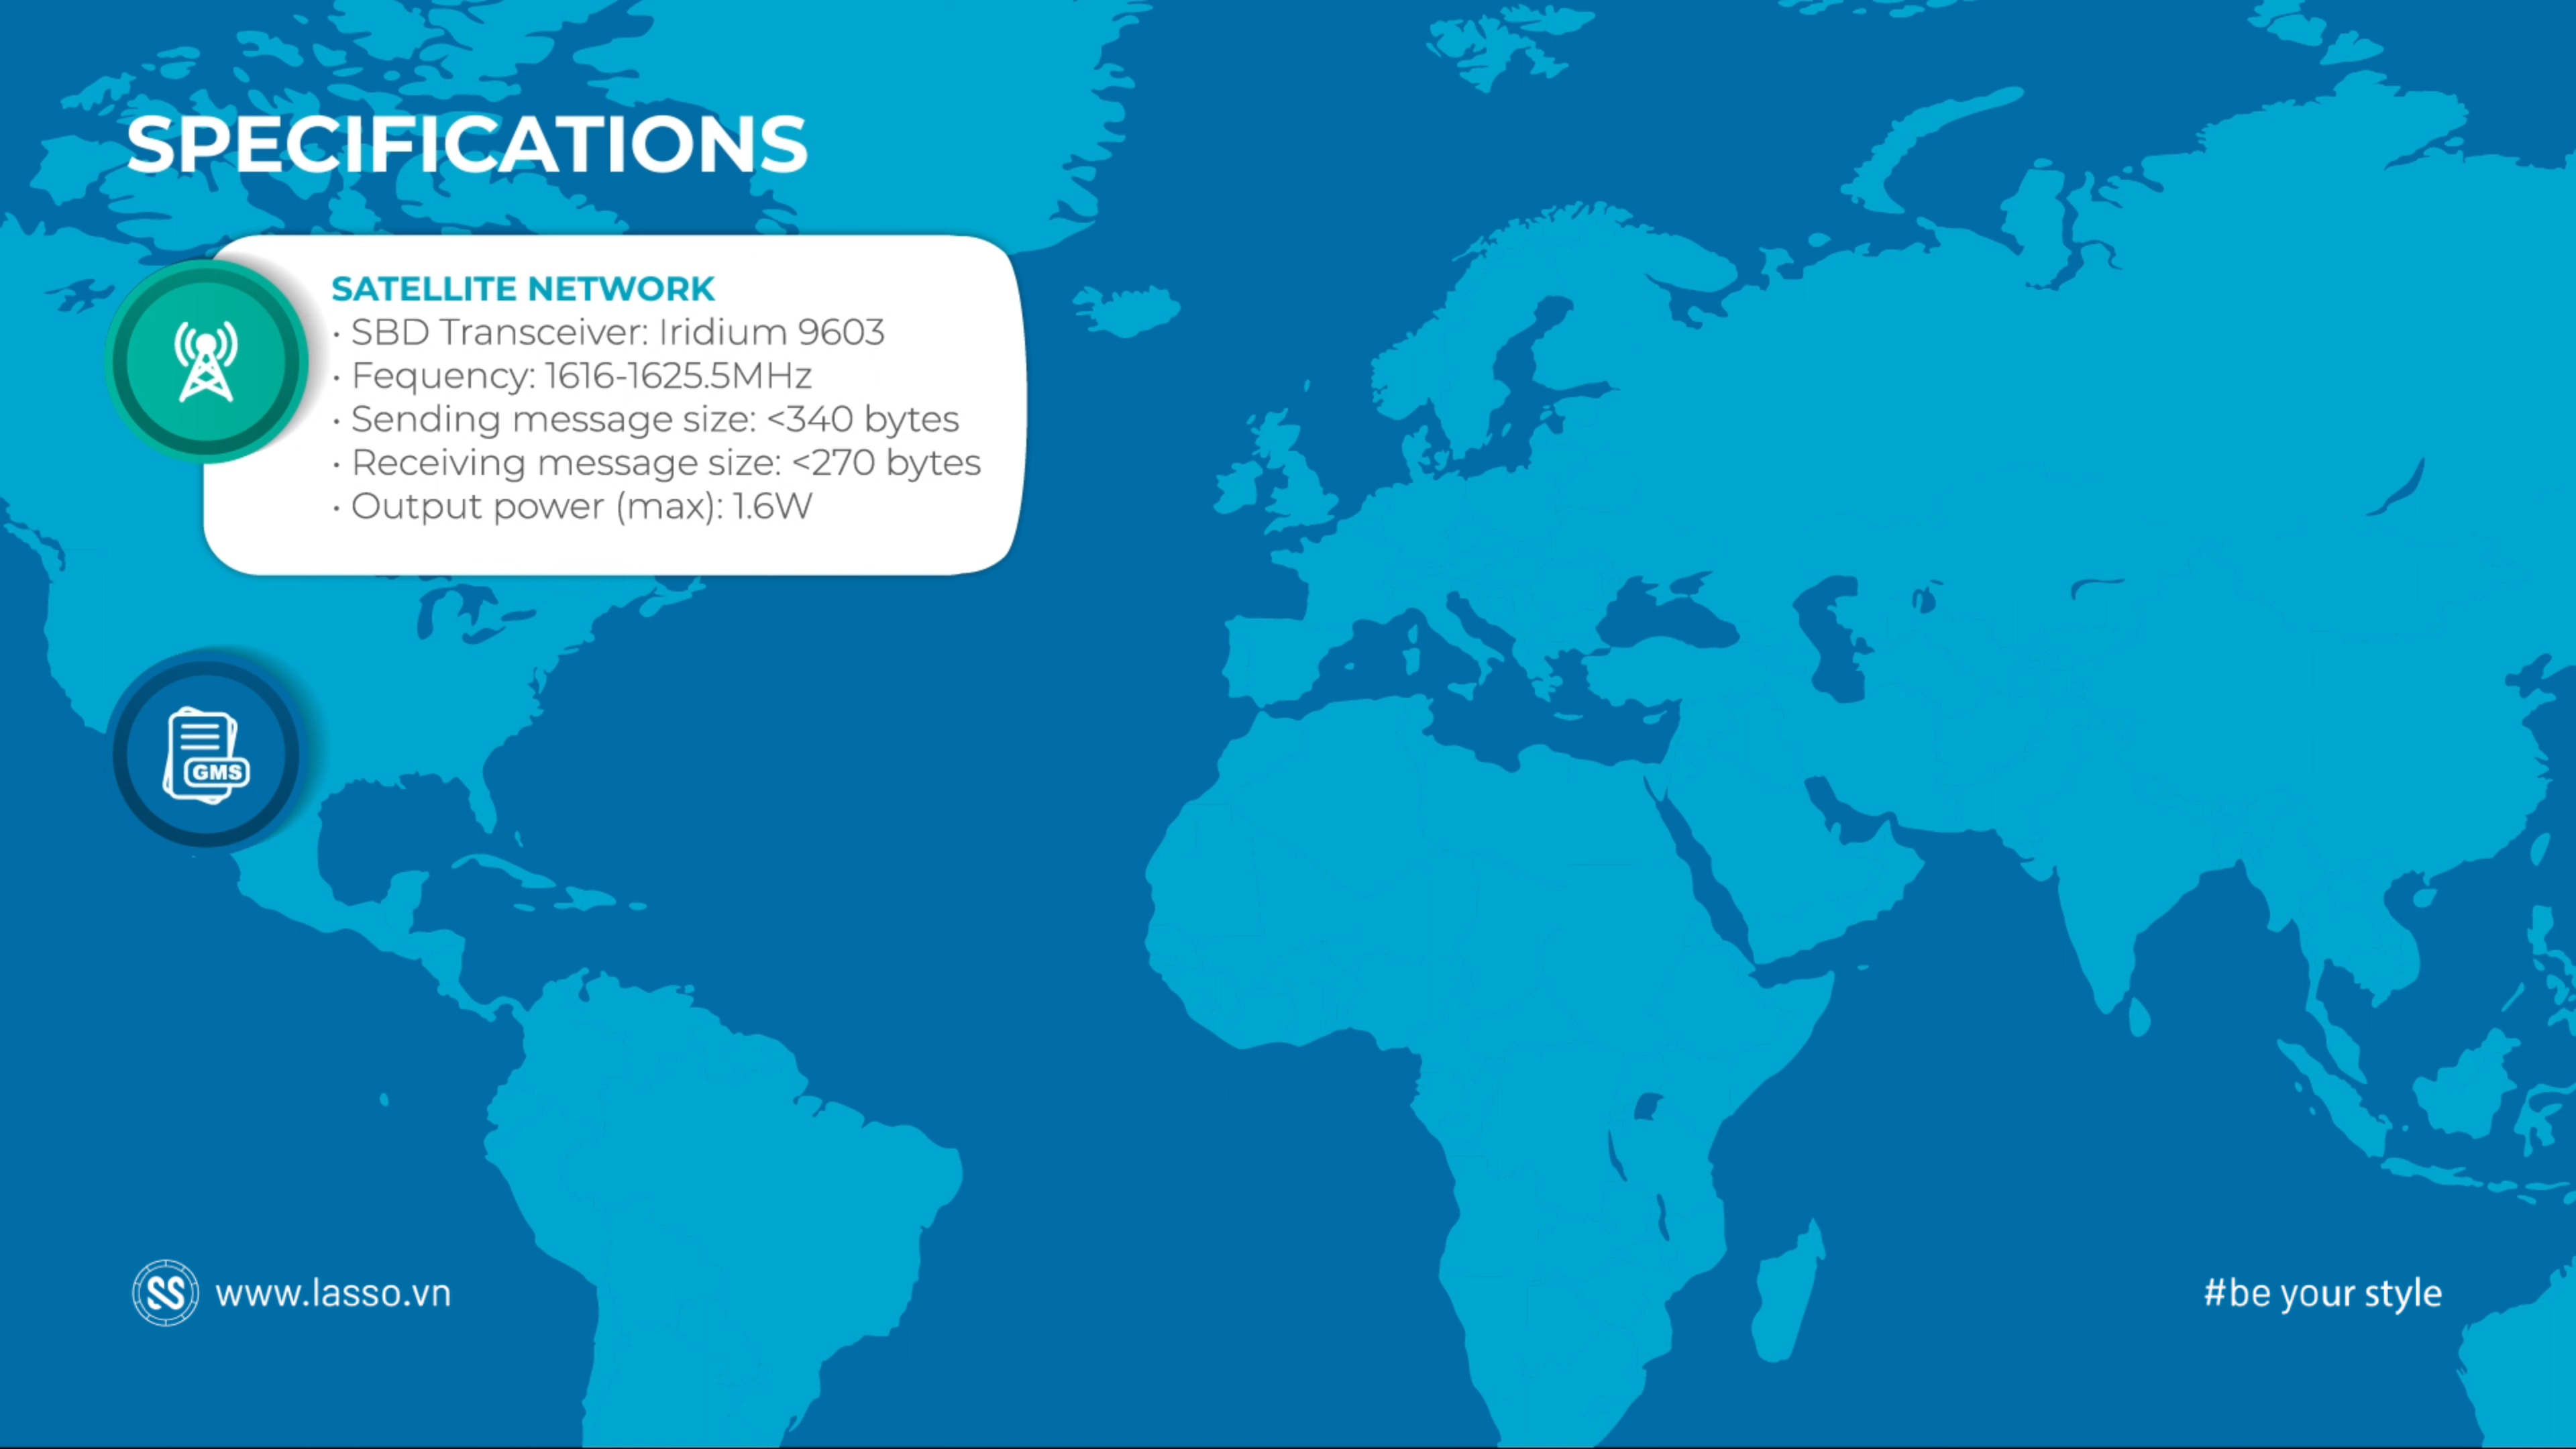 SPECIFICATIONS
SATELLITE NETWORK
• SBD Transceiver: Iridium 9603
• Fequency: 1616-1625.5MHz
• Sending message size: <340 bytes
• Receiving message size: <270 bytes
• Output power (max): 1.6W
GMS
SS www.lasso.vn
#be your style